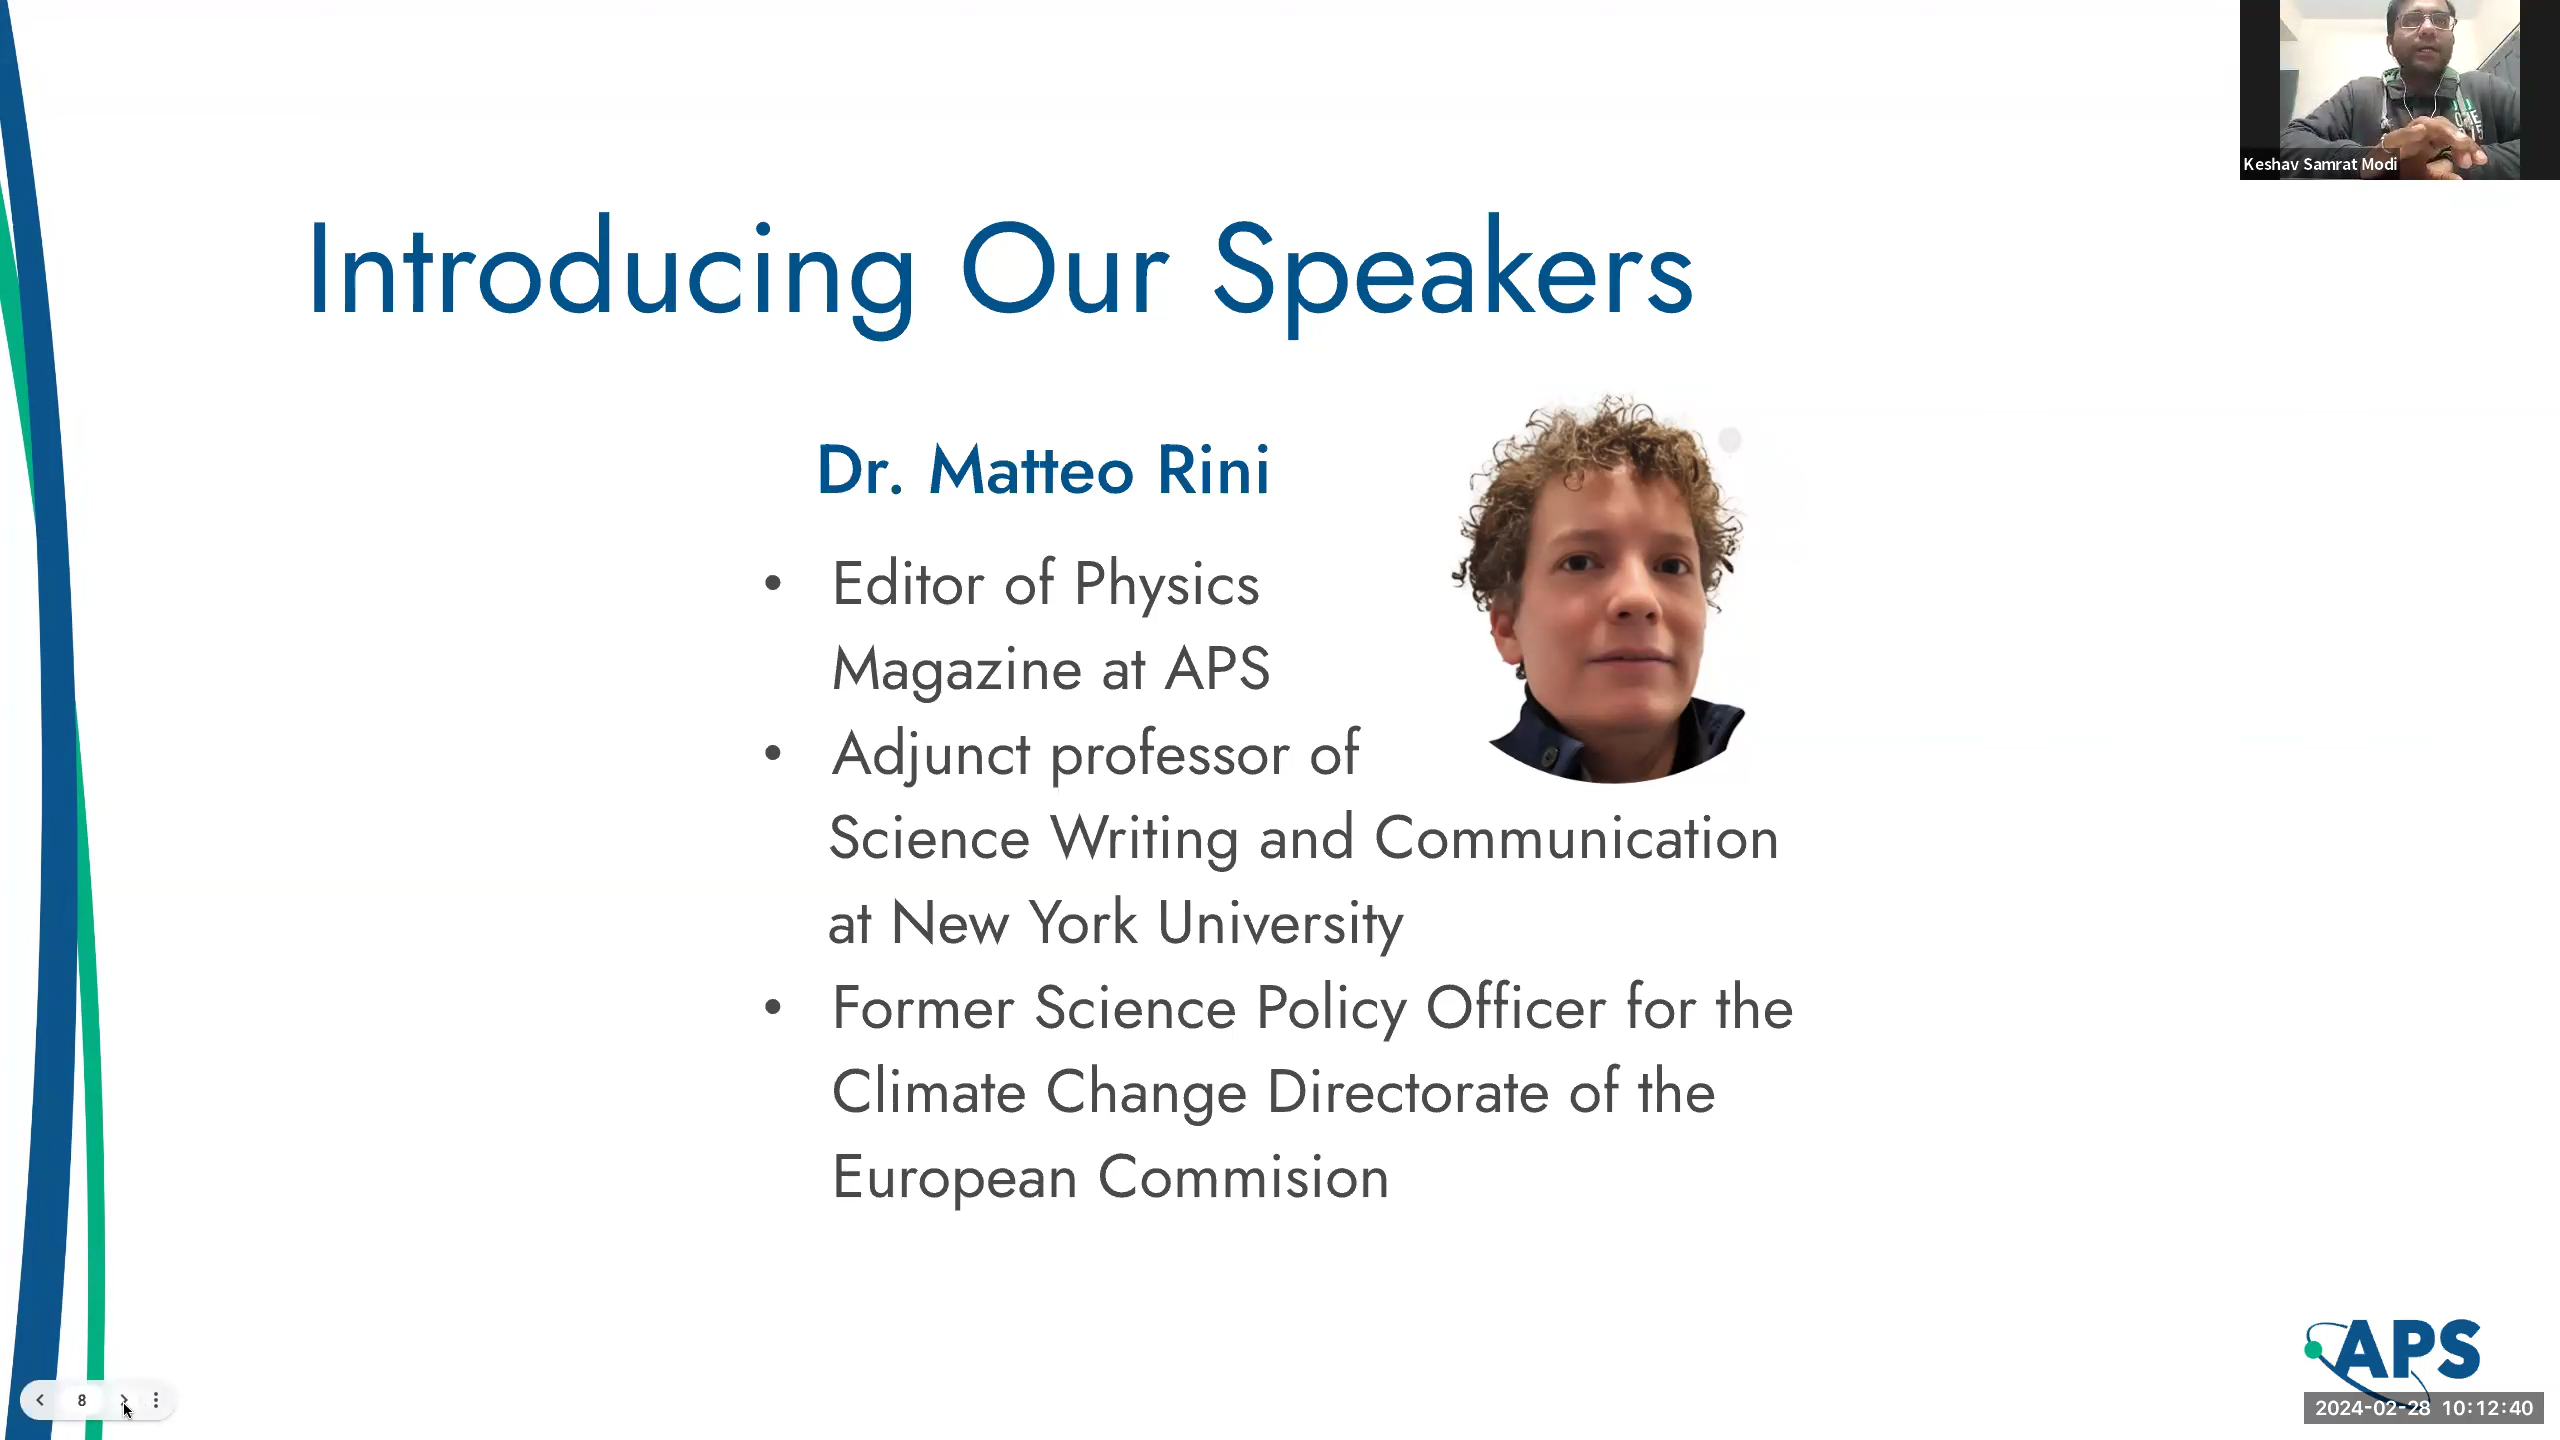 Keshav Samrat Modi
Introducing Our Speakers
Dr. Matteo Rini
• Editor of Physics
Magazine at APS
• Adjunct professor of
Science Writing and Communication
at New York University
• Former Science Policy Officer for the
Climate Change Directorate of the
European Commision
APS
8
2024-02-28 10:12:40